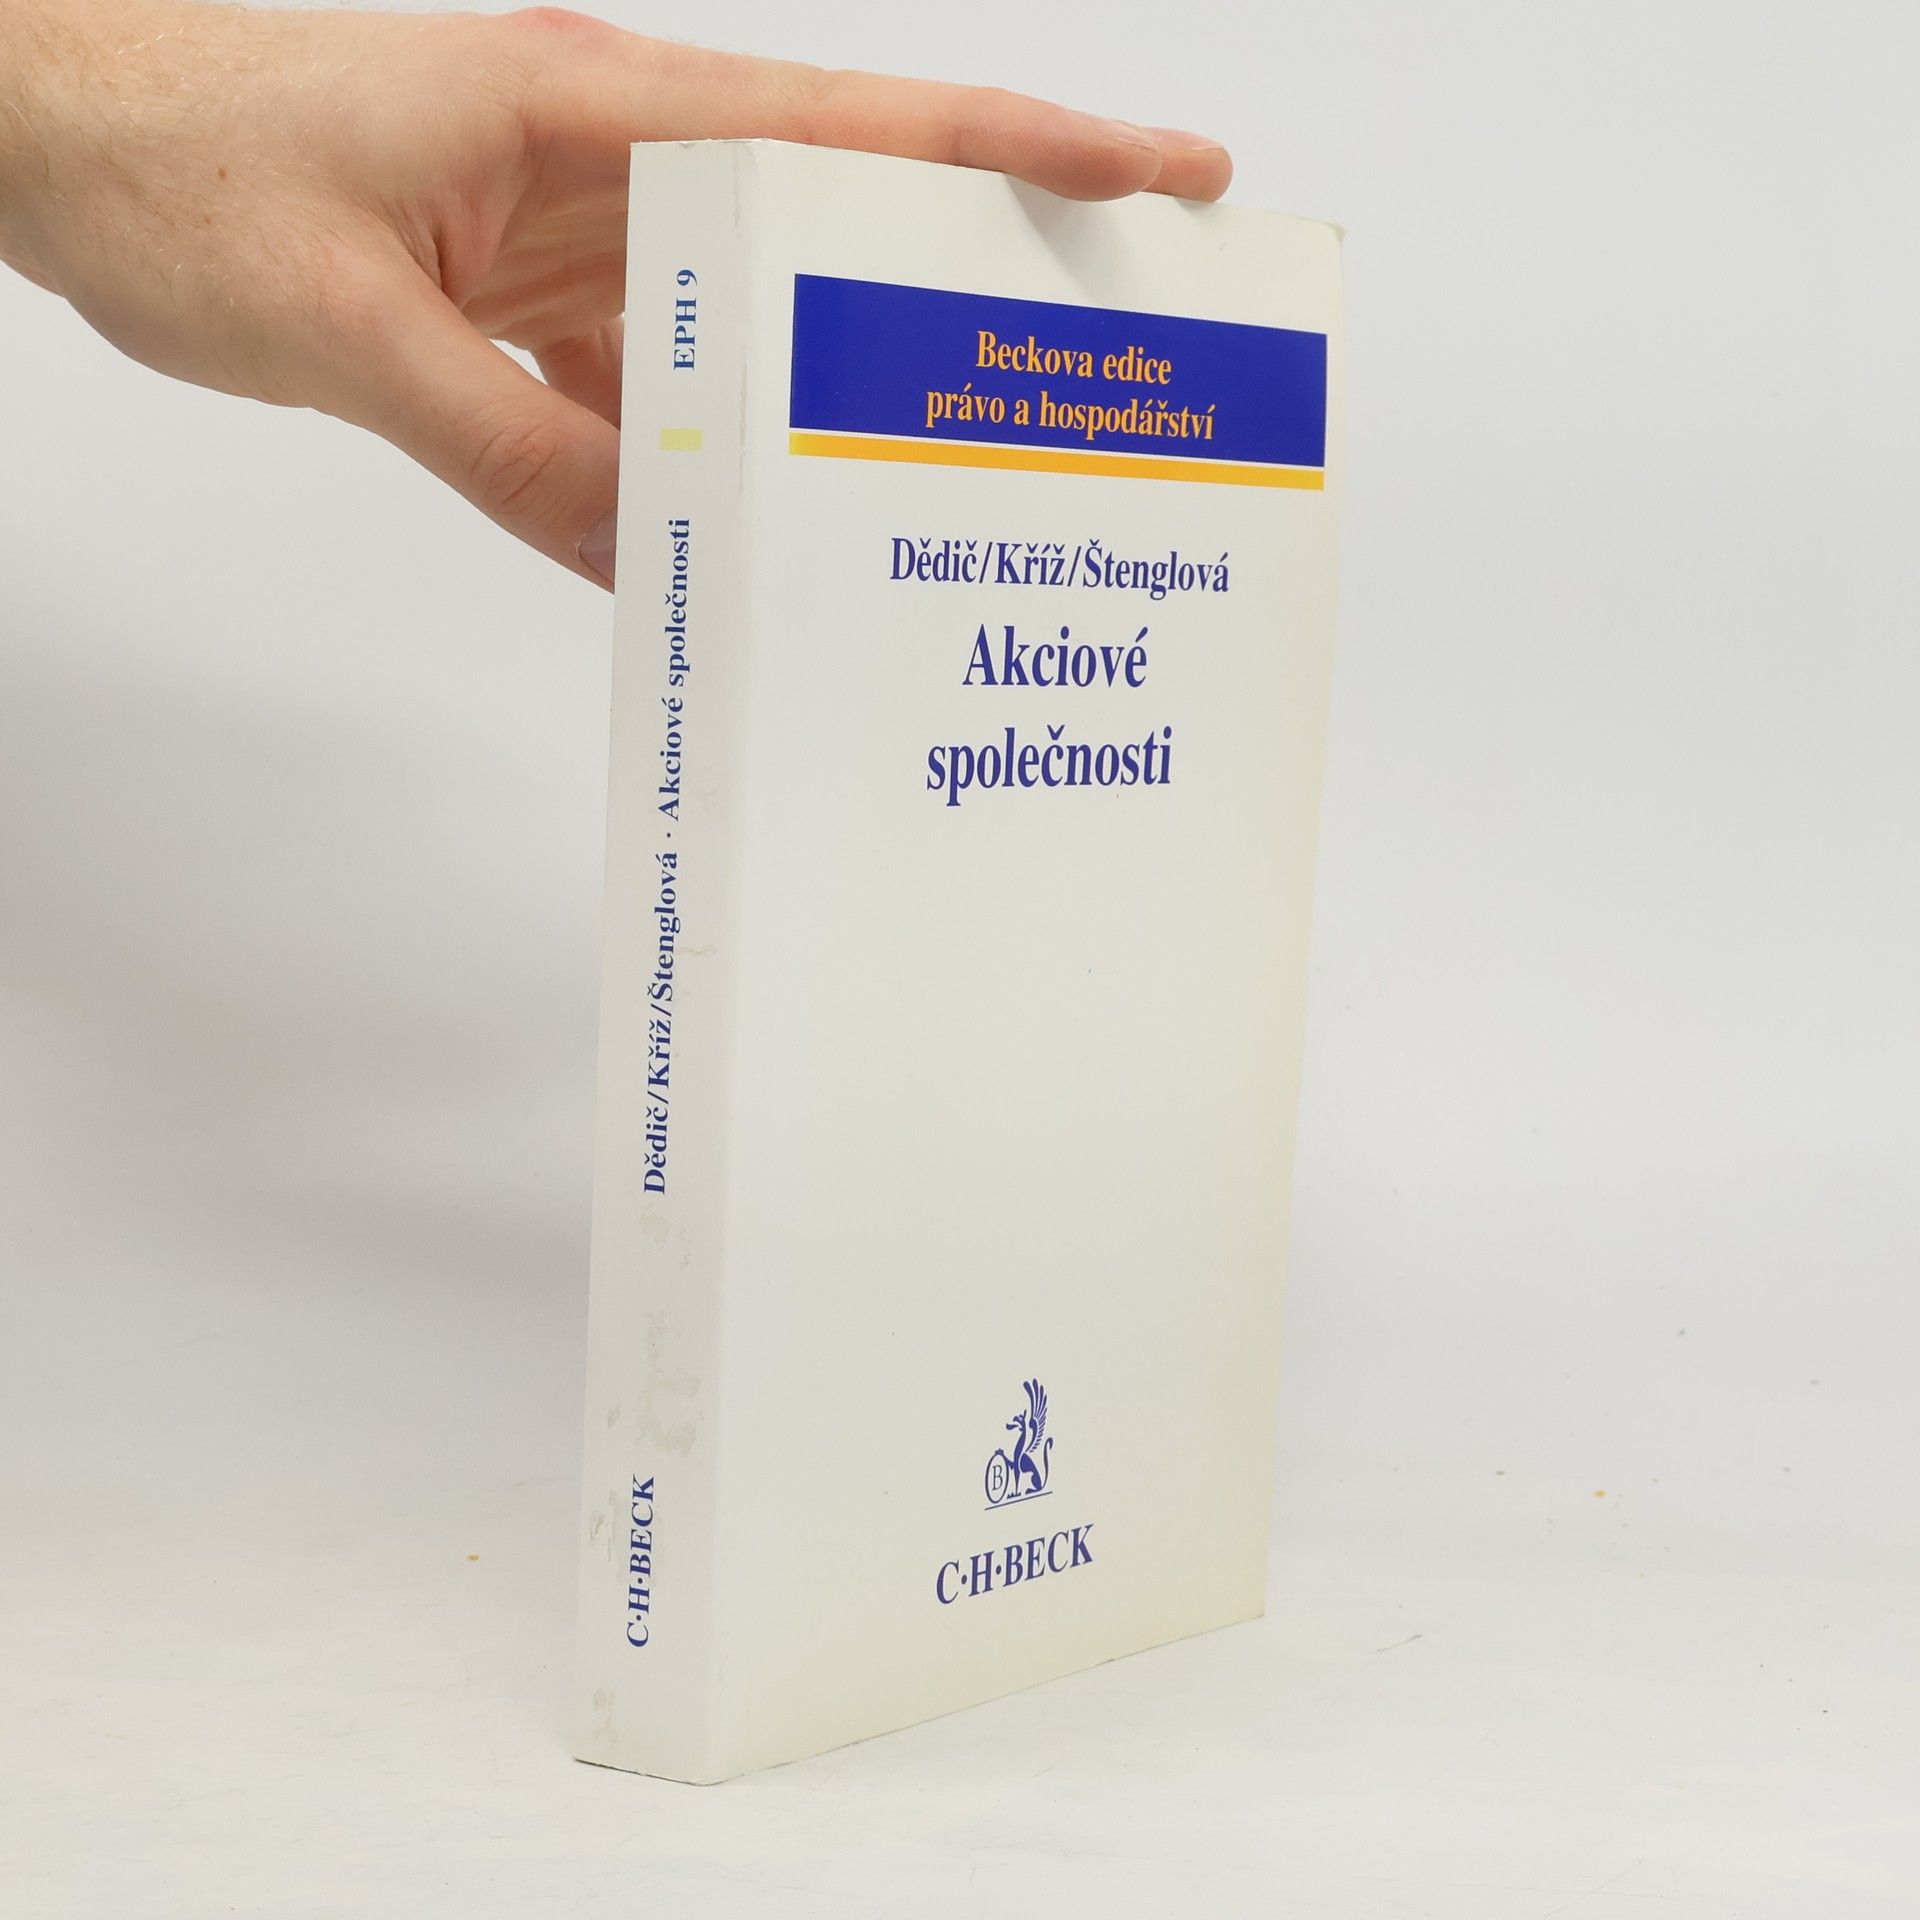 Beckova edice
právo a hospodářství
Dědič/Kříž/Štenglová
Akciové
společnosti
B
C·H·BECK
EPH 9
Dědič/Kříž/Štenglová · Akciové společnosti
C·H·BECK